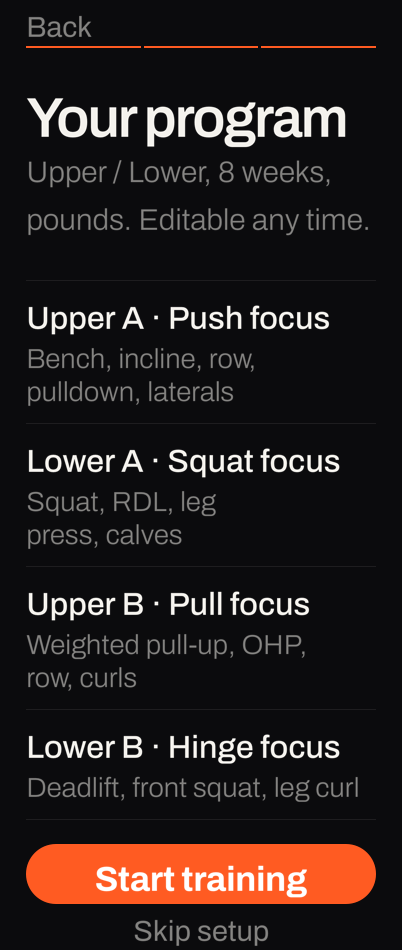 Back
Your program
Upper / Lower, 8 weeks,
pounds. Editable any time.
Upper A · Push focus
Bench, incline, row,
pulldown, laterals
Lower A · Squat focus
Squat, RDL, leg
press, calves
Upper B · Pull focus
Weighted pull-up, OHP,
row, curls
Lower B · Hinge focus
Deadlift, front squat, leg curl
Start training
Skip setup